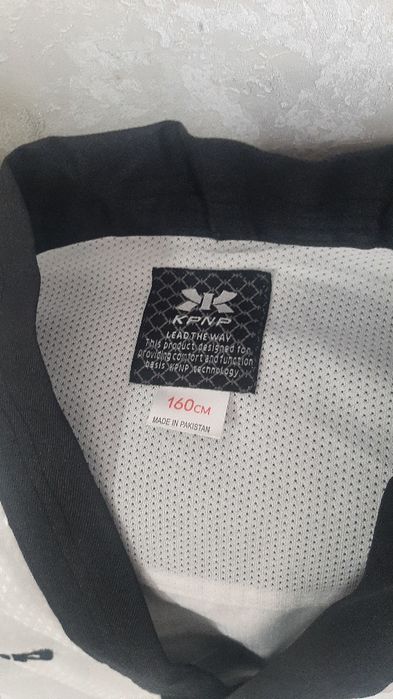 KPNP
LEAD THE WAY
This product designed for
providing comfort and function
basis KPNP technology
160CM
MADE IN PAKISTAN